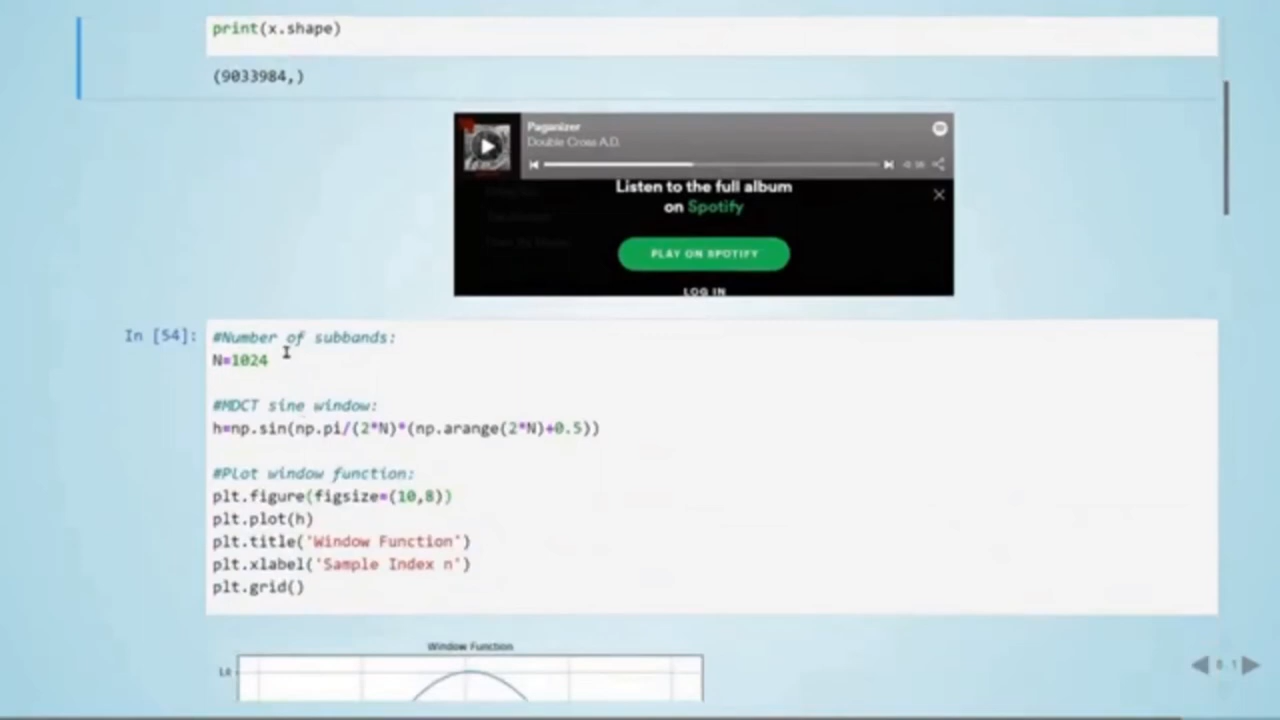 print(x.shape)
(9033984,)
Paganizer
Double Cross A.D.
Listen to the full album
on Spotify
PLAY ON SPOTIFY
LOG IN
In [54]:
#Number of subbands:
N=1024
#MDCT sine window:
h=np.sin(np.pi/(2*N)*(np.arange(2*N)+0.5))
#Plot window function:
plt.figure(figsize=(10,8))
plt.plot(h)
plt.title('Window Function')
plt.xlabel('Sample Index n')
plt.grid()
Window Function
1.0